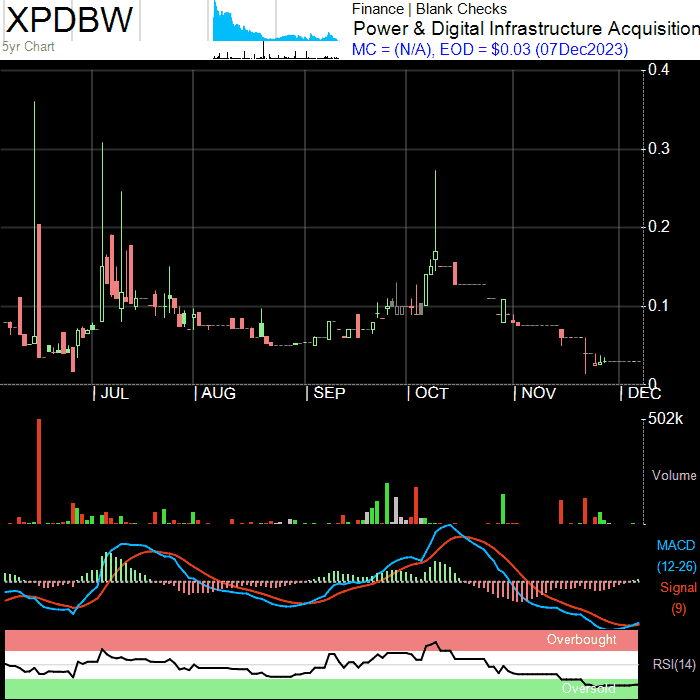 XPDBW
5yr Chart
Finance | Blank Checks
Power & Digital Infrastructure Acquisition
MC = (N/A), EOD = $0.03 (07Dec2023)
0.4
0.3
0.2
0.1
0
| JUL | AUG | SEP | OCT | NOV | DEC
502k
Volume
MACD
(12-26)
Signal
(9)
Overbought
RSI(14)
Oversold